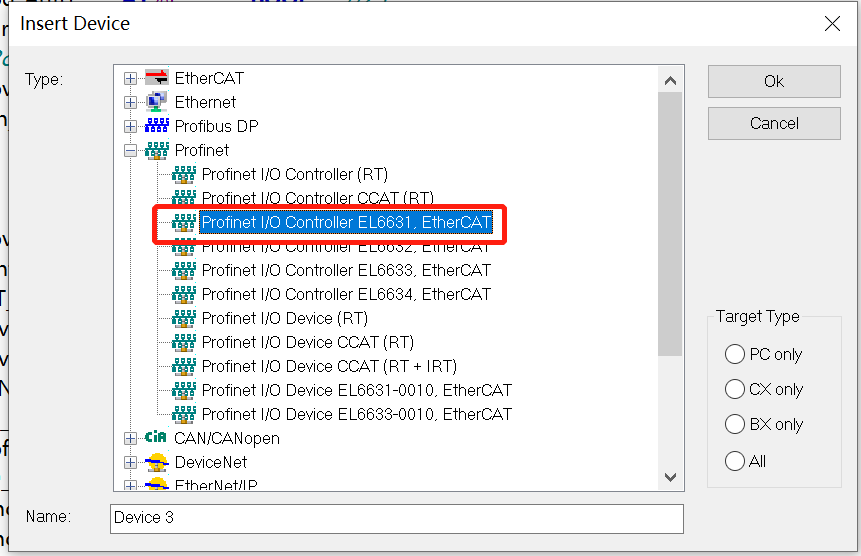 Insert Device
Type:
EtherCAT
Ethernet
Profibus DP
Profinet
Profinet I/O Controller (RT)
Profinet I/O Controller CCAT (RT)
Profinet I/O Controller EL6631, EtherCAT
Profinet I/O Controller EL6632, EtherCAT
Profinet I/O Controller EL6633, EtherCAT
Profinet I/O Controller EL6634, EtherCAT
Profinet I/O Device (RT)
Profinet I/O Device CCAT (RT)
Profinet I/O Device CCAT (RT + IRT)
Profinet I/O Device EL6631-0010, EtherCAT
Profinet I/O Device EL6633-0010, EtherCAT
CiA CAN/CANopen
DeviceNet
EtherNet/IP
Ok
Cancel
Target Type
PC only
CX only
BX only
All
Name:
Device 3